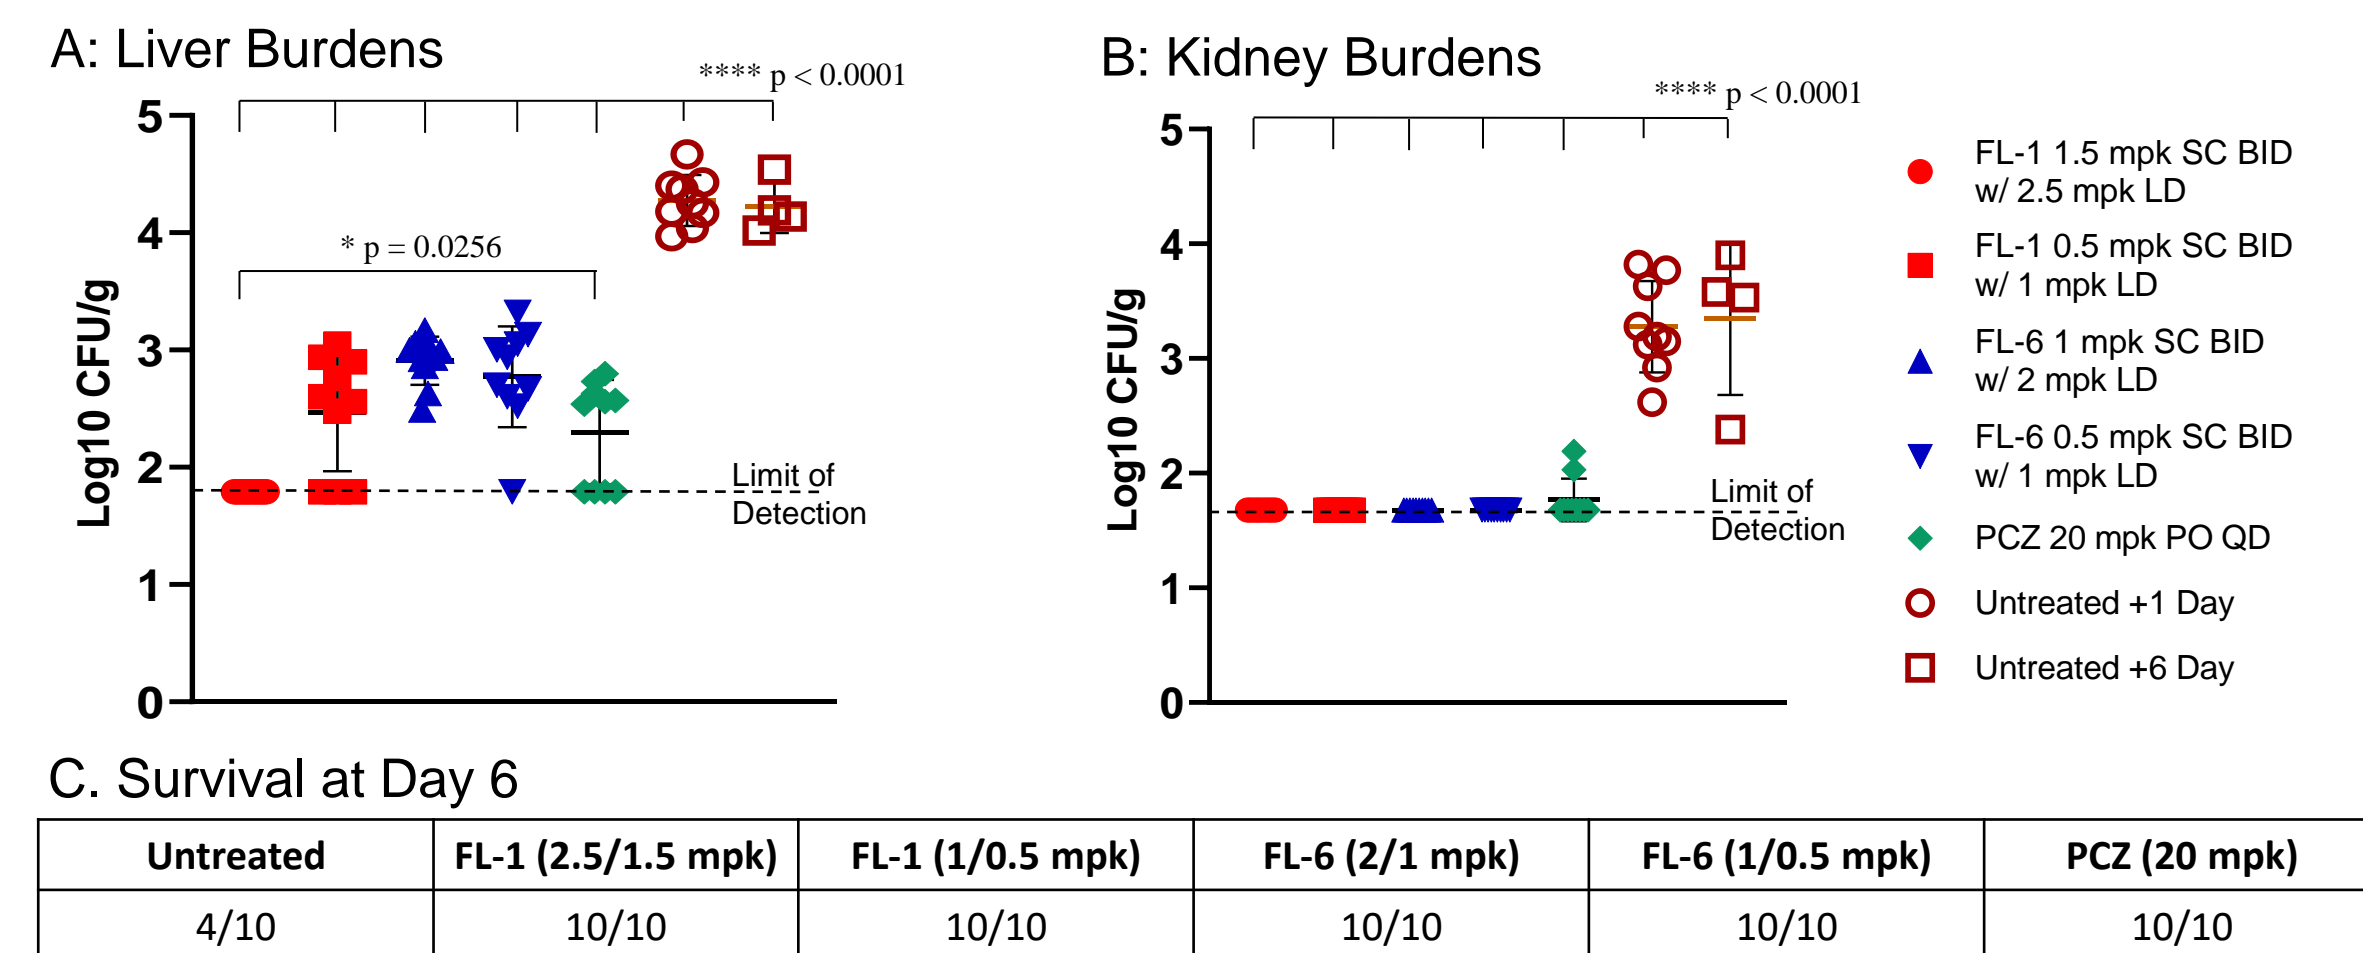 A: Liver Burdens
**** p < 0.0001
* p = 0.0256
Log10 CFU/g
5
4
3
2
1
0
Limit of
Detection
B: Kidney Burdens
**** p < 0.0001
Log10 CFU/g
5
4
3
2
1
0
Limit of
Detection
FL-1 1.5 mpk SC BID
w/ 2.5 mpk LD
FL-1 0.5 mpk SC BID
w/ 1 mpk LD
FL-6 1 mpk SC BID
w/ 2 mpk LD
FL-6 0.5 mpk SC BID
w/ 1 mpk LD
PCZ 20 mpk PO QD
Untreated +1 Day
Untreated +6 Day
C. Survival at Day 6
Untreated FL-1 (2.5/1.5 mpk) FL-1 (1/0.5 mpk) FL-6 (2/1 mpk) FL-6 (1/0.5 mpk) PCZ (20 mpk)
4/10 10/10 10/10 10/10 10/10 10/10